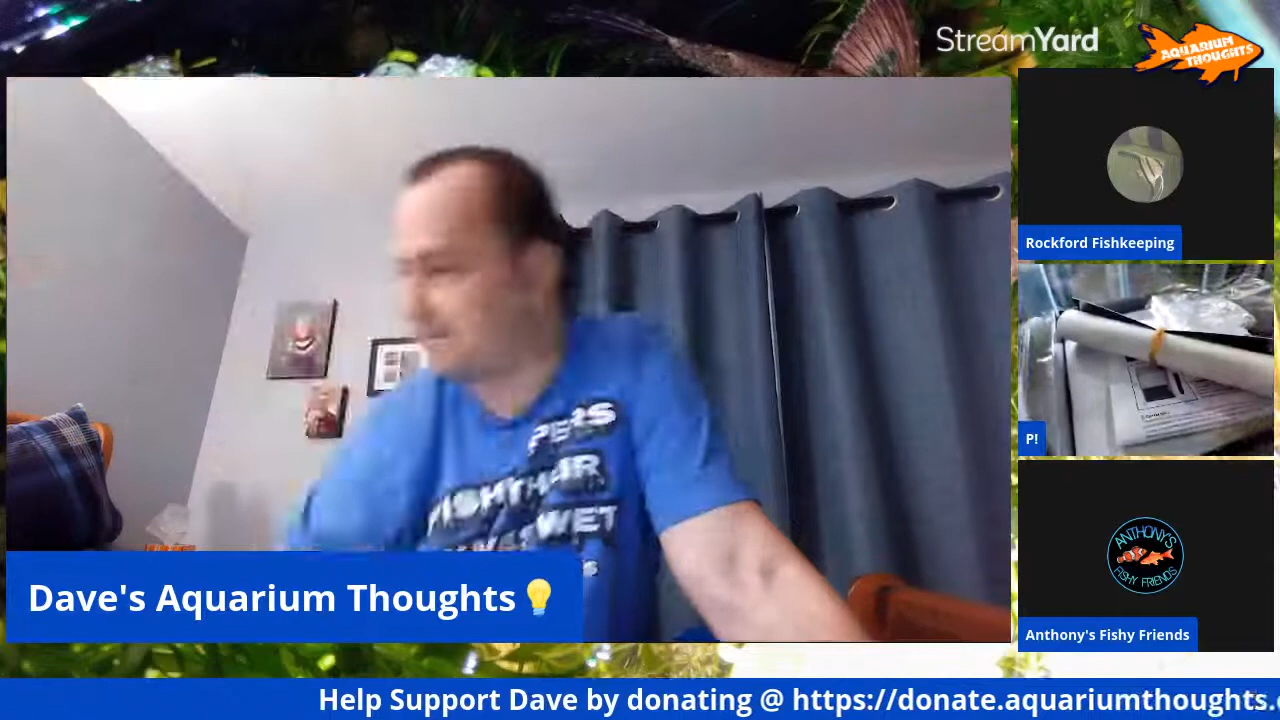 StreamYard
AQUARIUM
THOUGHTS
Rockford Fishkeeping
P!
WET
Dave's Aquarium Thoughts💡
ANTHONY'S
FISHY FRIENDS
Anthony's Fishy Friends
Help Support Dave by donating @ https://donate.aquariumthoughts.